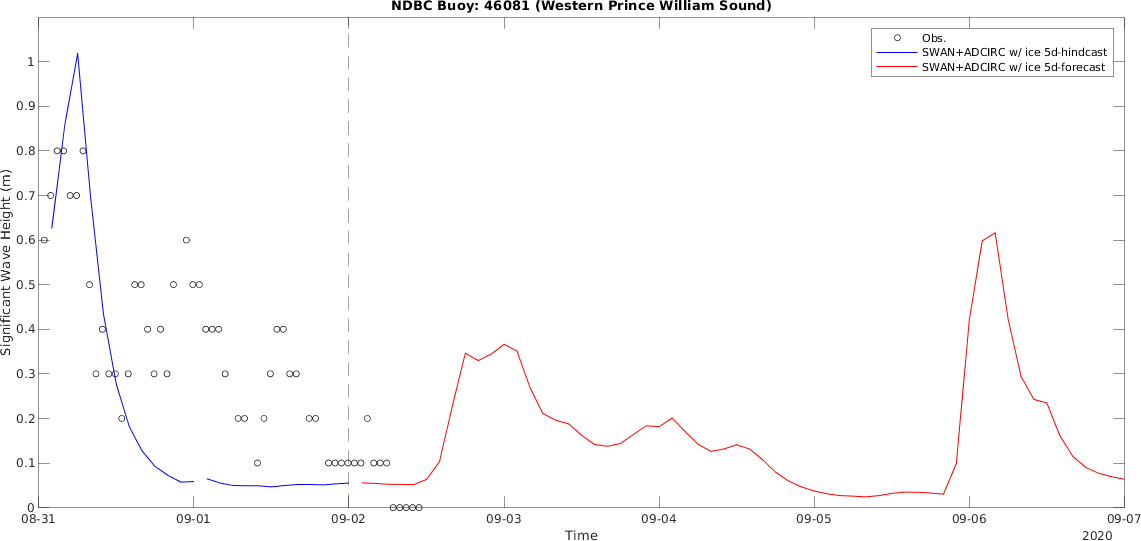 NDBC Buoy: 46081 (Western Prince William Sound)
Obs.
SWAN+ADCIRC w/ ice 5d-hindcast
SWAN+ADCIRC w/ ice 5d-forecast
Significant Wave Height (m)
1
0.9
0.8
0.7
0.6
0.5
0.4
0.3
0.2
0.1
0
08-31 09-01 09-02 09-03 09-04 09-05 09-06 09-07
Time
2020